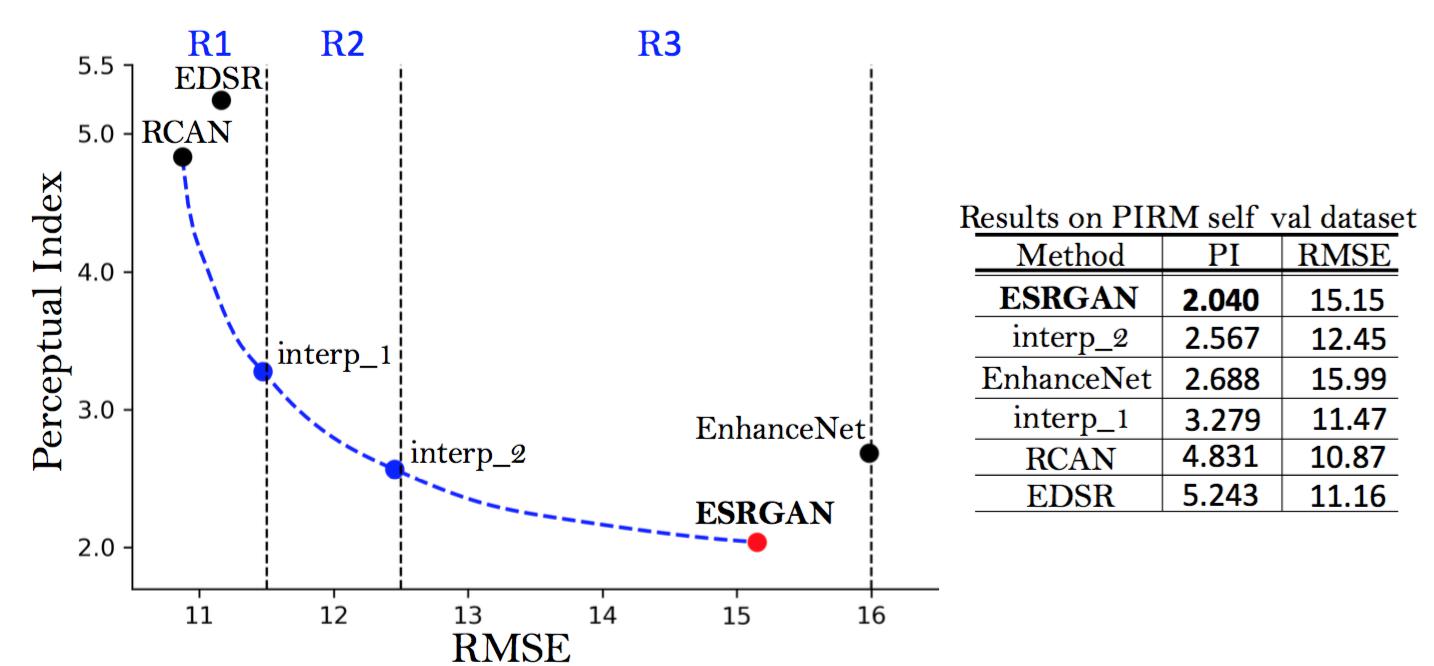 R1 R2 R3
5.5
EDSR
5.0
RCAN
4.0
interp_1
3.0
interp_2
EnhanceNet
ESRGAN
2.0
11 12 13 14 15 16
RMSE
Perceptual Index
Results on PIRM self val dataset
Method PI RMSE
ESRGAN 2.040 15.15
interp_2 2.567 12.45
EnhanceNet 2.688 15.99
interp_1 3.279 11.47
RCAN 4.831 10.87
EDSR 5.243 11.16